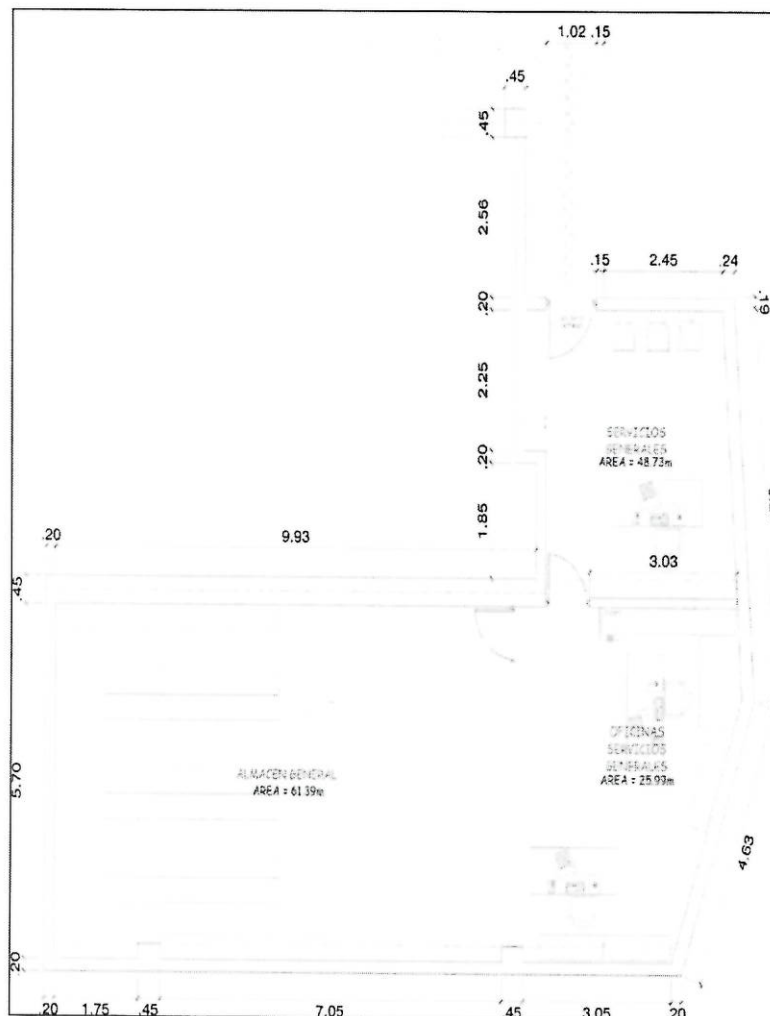 1.02 .15
.45
.45
2.56
.15 2.45 .24
.19
.20
2.25
SERVICIOS
GENERALES
AREA = 48.73m
.20
1.85
.20 9.93
3.03
.45
OFICINAS
SERVICIOS
GENERALES
AREA = 25.99m
ALMACEN GENERAL
AREA = 61.39m
5.70
4.63
.20
.20 1.75 .45 7.05 .45 3.05 .20